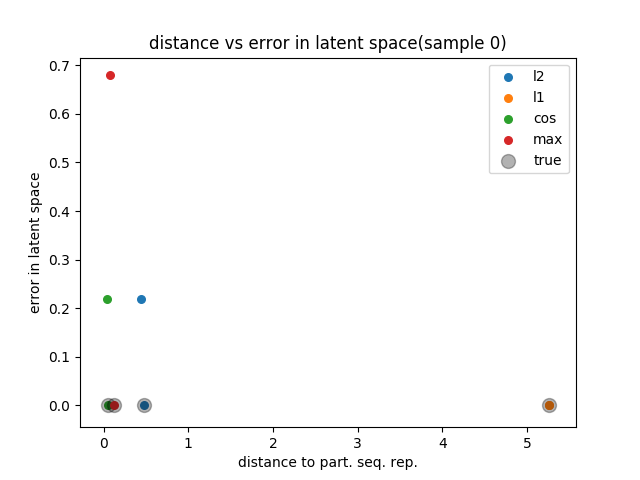 distance vs error in latent space(sample 0)
0.7
0.6
0.5
0.4
0.3
0.2
0.1
0.0
error in latent space
l2
l1
cos
max
true
0 1 2 3 4 5
distance to part. seq. rep.